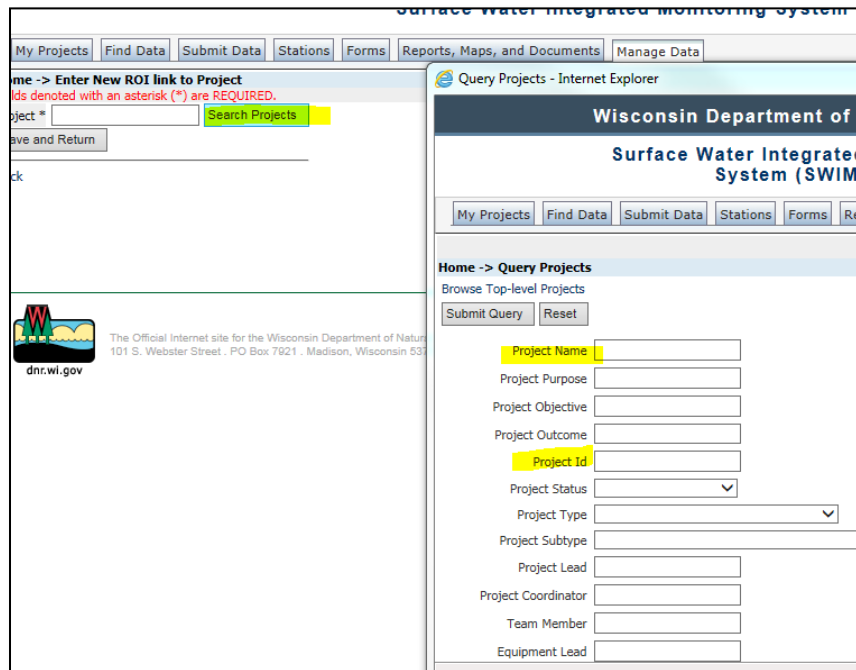 Surface Water Integrated Monitoring System
My Projects Find Data Submit Data Stations Forms Reports, Maps, and Documents Manage Data
ome -> Enter New ROI link to Project
lds denoted with an asterisk (*) are REQUIRED.
oject * Search Projects
ave and Return
ck
W
dnr.wi.gov
The Official Internet site for the Wisconsin Department of Natur
101 S. Webster Street . PO Box 7921 . Madison, Wisconsin 537
Query Projects - Internet Explorer
Wisconsin Department of
Surface Water Integrated
System (SWIM
My Projects Find Data Submit Data Stations Forms Re
Home -> Query Projects
Browse Top-level Projects
Submit Query Reset
Project Name
Project Purpose
Project Objective
Project Outcome
Project Id
Project Status
Project Type
Project Subtype
Project Lead
Project Coordinator
Team Member
Equipment Lead